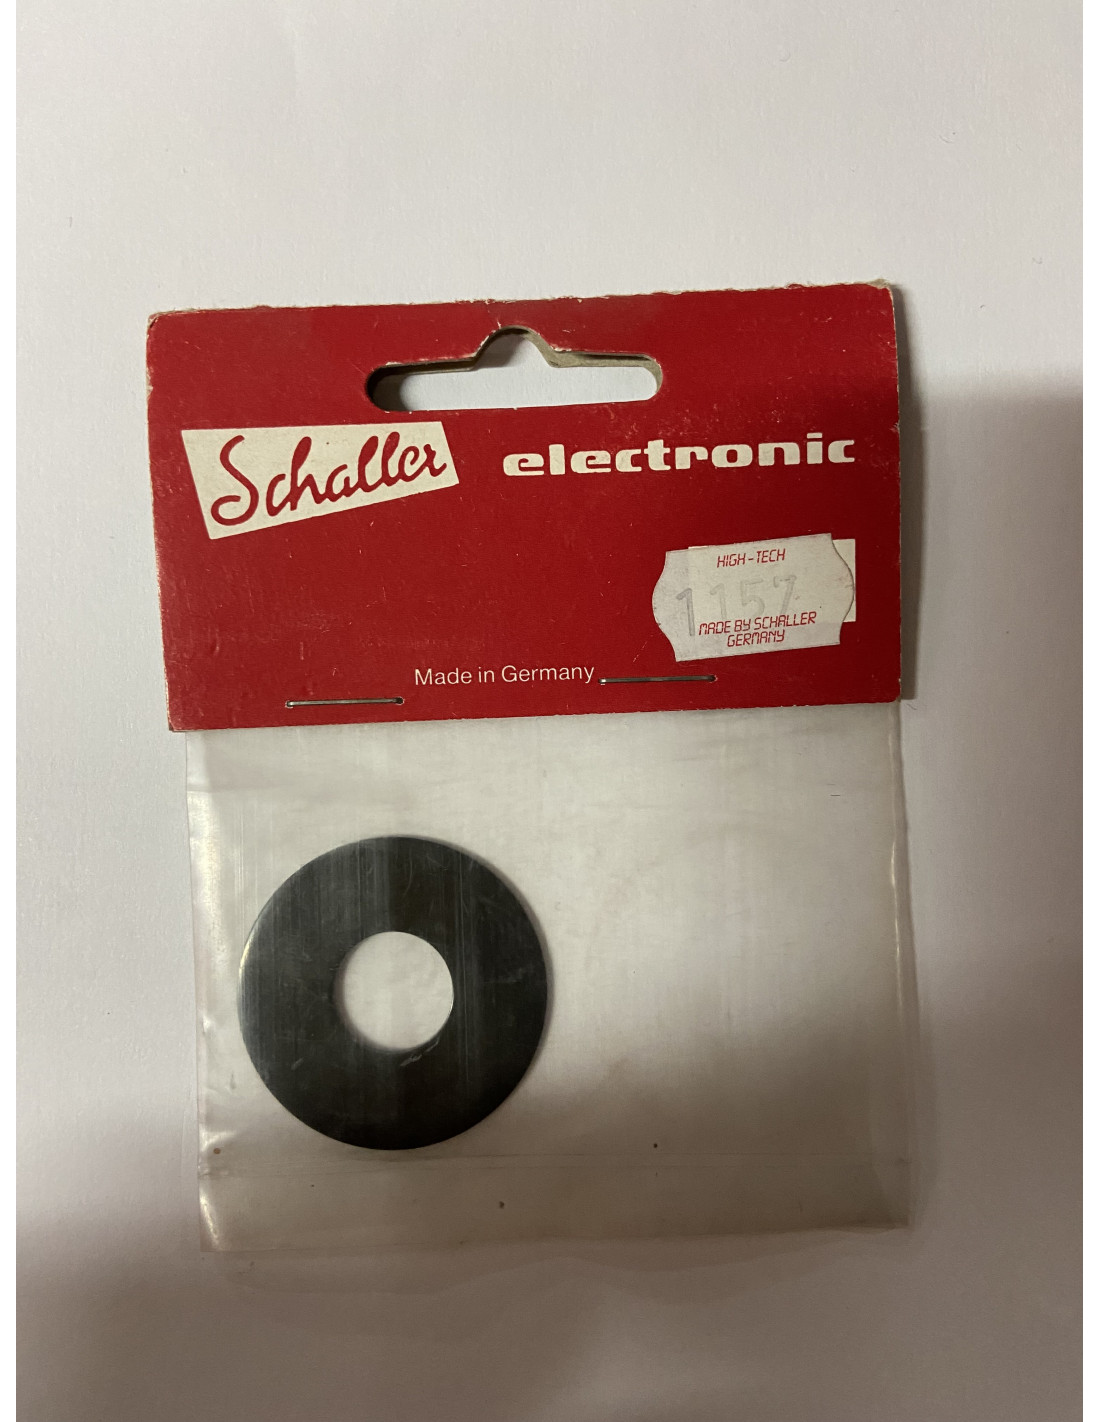 Schaller electronic
HIGH-TECH
1157
MADE BY SCHALLER
GERMANY
Made in Germany